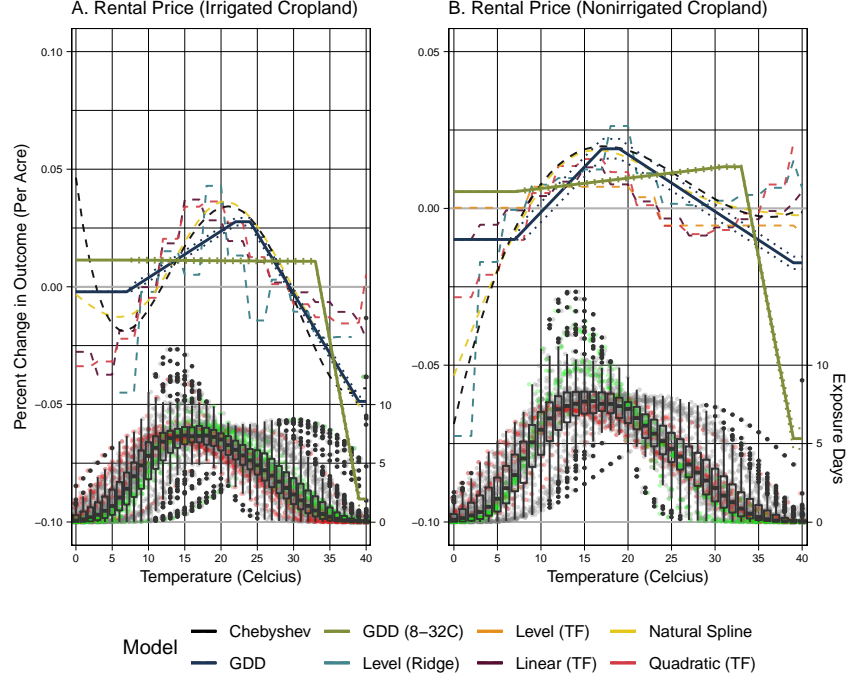 A. Rental Price (Irrigated Cropland)
B. Rental Price (Nonirrigated Cropland)
Percent Change in Outcome (Per Acre)
0.10
0.05
0.00
−0.05
−0.10
10
5
0
0 5 10 15 20 25 30 35 40
Temperature (Celcius)
0.05
0.00
−0.05
−0.10
10
5
0
Exposure Days
0 5 10 15 20 25 30 35 40
Temperature (Celcius)
Model
Chebyshev GDD (8−32C) Level (TF) Natural Spline
GDD Level (Ridge) Linear (TF) Quadratic (TF)